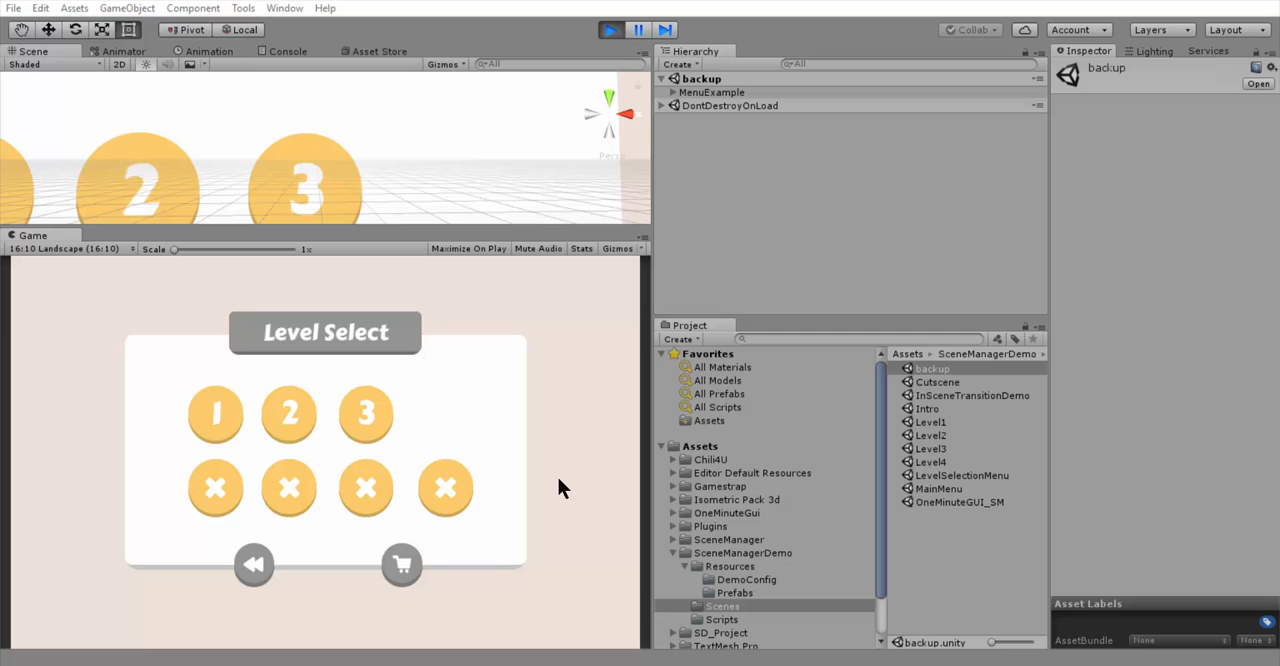 File Edit Assets GameObject Component Tools Window Help
Pivot Local Collab Account Layers Layout
Scene Animator Animation Console Asset Store
Shaded 2D Gizmos All
Persp
2 3
Game
16:10 Landscape (16:10) Scale 1x Maximize On Play Mute Audio Stats Gizmos
Level Select
1 2 3
Hierarchy
Create All
backup
MenuExample
DontDestroyOnLoad
Project
Create
Favorites
All Materials
All Models
All Prefabs
All Scripts
Assets
Assets
Chili4U
Editor Default Resources
Gamestrap
Isometric Pack 3d
OneMinuteGui
Plugins
SceneManager
SceneManagerDemo
Resources
DemoConfig
Prefabs
Scenes
Scripts
SD_Project
TextMesh Pro
Assets SceneManagerDemo
backup
Cutscene
InSceneTransitionDemo
Intro
Level1
Level2
Level3
Level4
LevelSelectionMenu
MainMenu
OneMinuteGUI_SM
backup.unity
Inspector Lighting Services
backup
Open
Asset Labels
AssetBundle None None